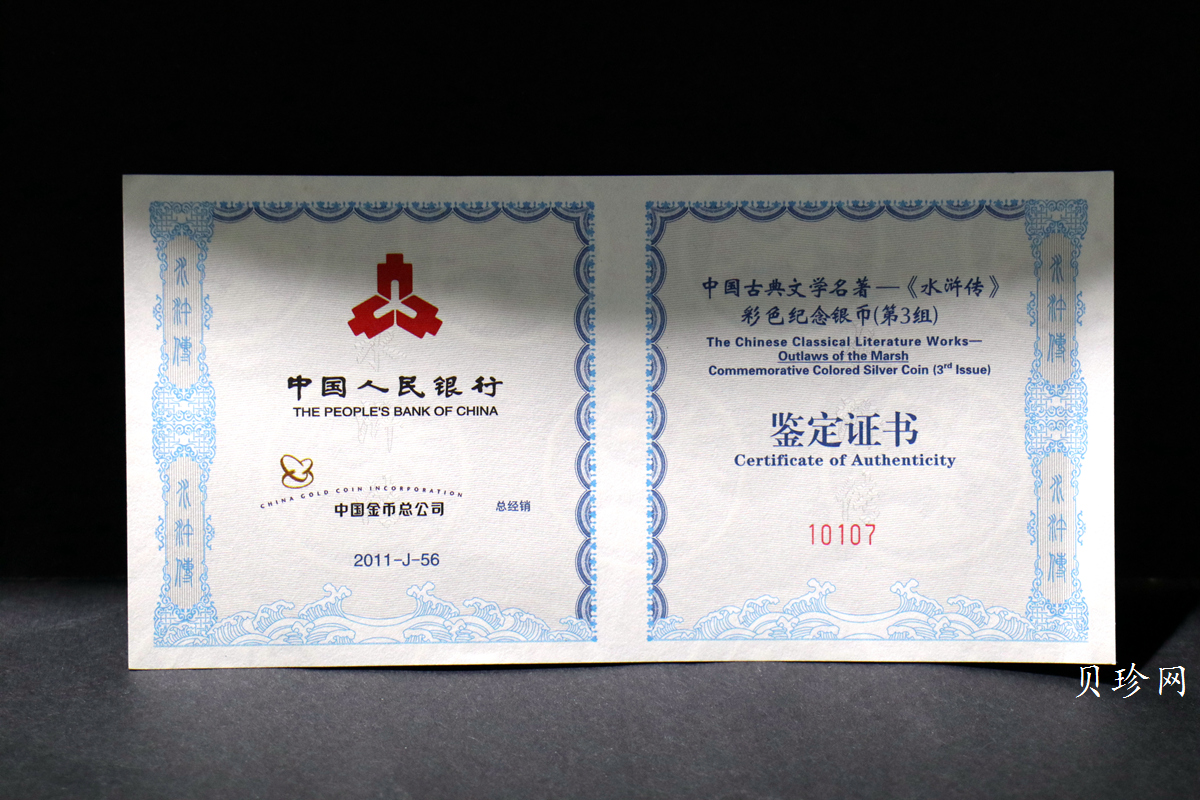 中国人民银行
THE PEOPLE'S BANK OF CHINA
CHINA GOLD COIN INCORPORATION
中国金币总公司
总经销
2011-J-56
水浒傳
水浒傳
中国古典文学名著—《水浒传》
彩色纪念银币(第3组)
The Chinese Classical Literature Works—
Outlaws of the Marsh
Commemorative Colored Silver Coin (3rd Issue)
鉴定证书
Certificate of Authenticity
10107
水浒傳
水浒傳
贝珍网